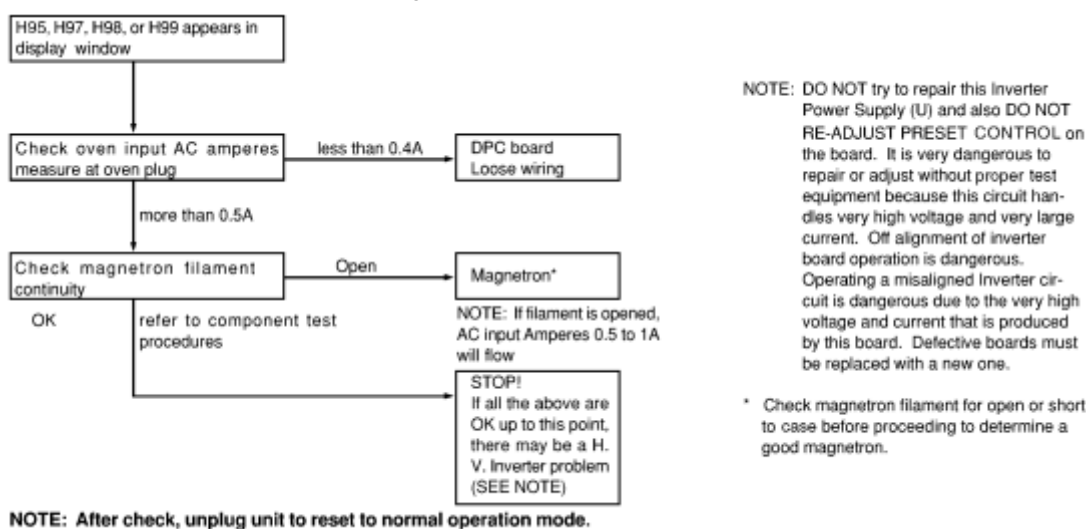 H95, H97, H98, or H99 appears in
display window
Check oven input AC amperes
measure at oven plug
less than 0.4A
DPC board
Loose wiring
more than 0.5A
Check magnetron filament
continuity
Open
Magnetron*
NOTE: If filament is opened,
AC input Amperes 0.5 to 1A
will flow
OK
refer to component test
procedures
STOP!
If all the above are
OK up to this point,
there may be a H.
V. Inverter problem
(SEE NOTE)
NOTE: After check, unplug unit to reset to normal operation mode.
NOTE: DO NOT try to repair this Inverter
Power Supply (U) and also DO NOT
RE-ADJUST PRESET CONTROL on
the board. It is very dangerous to
repair or adjust without proper test
equipment because this circuit han-
dles very high voltage and very large
current. Off alignment of inverter
board operation is dangerous.
Operating a misaligned Inverter cir-
cuit is dangerous due to the very high
voltage and current that is produced
by this board. Defective boards must
be replaced with a new one.
* Check magnetron filament for open or short
to case before proceeding to determine a
good magnetron.